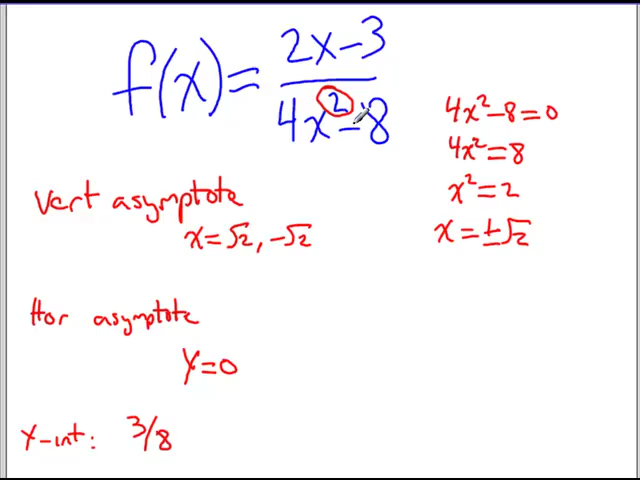 f(x) = 2x-3 / 4x²-8
4x²-8=0
4x²=8
x²=2
x=±√2
Vert asymptote
x=√2, -√2
Hor asymptote
y=0
y-int: 3/8